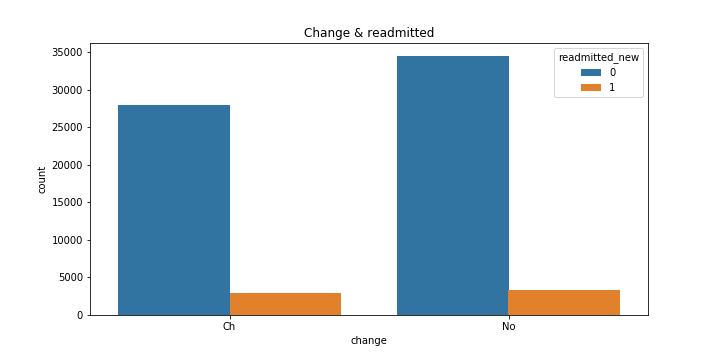 Change & readmitted
readmitted_new
0
1
35000
30000
25000
20000
15000
10000
5000
0
count
Ch
No
change